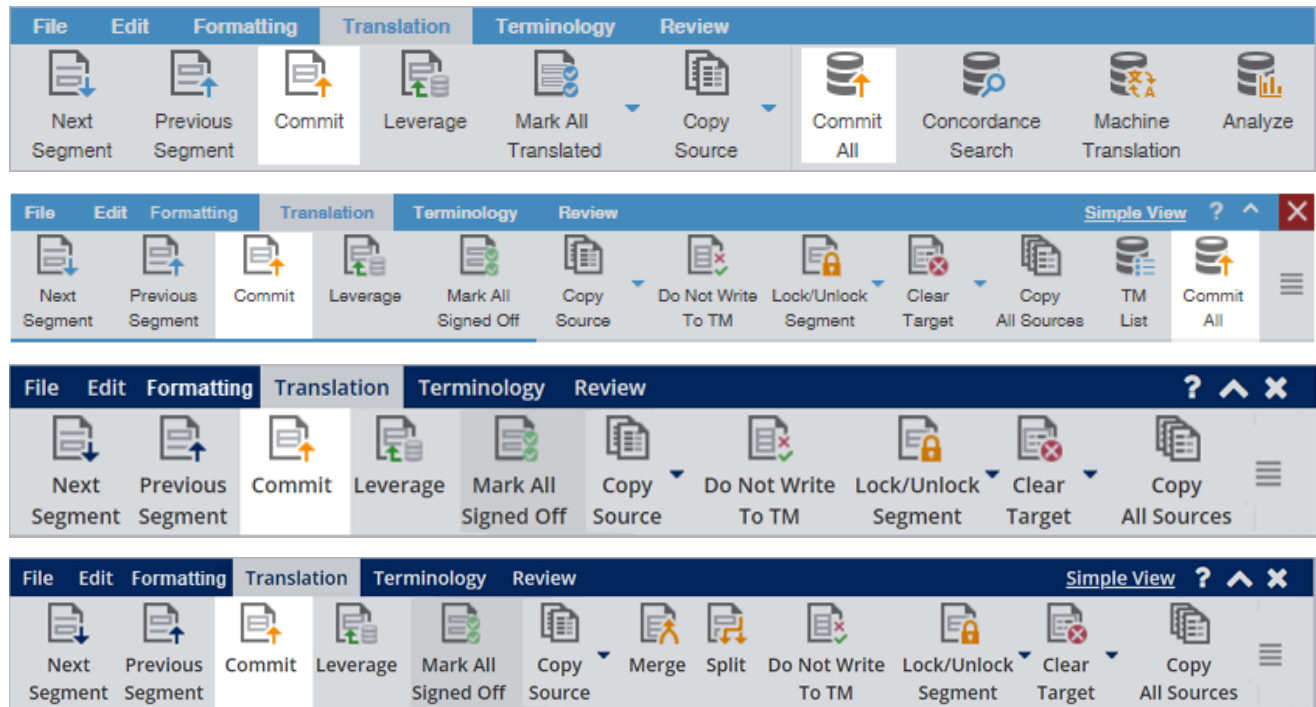 File Edit Formatting Translation Terminology Review
Next Previous Commit Leverage Mark All Copy Commit Concordance Machine Analyze
Segment Segment Translated Source All Search Translation
File Edit Formatting Translation Terminology Review Simple View ?
Next Previous Commit Leverage Mark All Copy Do Not Write Lock/Unlock Clear Copy TM Commit
Segment Segment Signed Off Source To TM Segment Target All Sources List All
File Edit Formatting Translation Terminology Review ?
Next Previous Commit Leverage Mark All Copy Do Not Write Lock/Unlock Clear Copy
Segment Segment Signed Off Source To TM Segment Target All Sources
File Edit Formatting Translation Terminology Review Simple View ?
Next Previous Commit Leverage Mark All Copy Merge Split Do Not Write Lock/Unlock Clear Copy
Segment Segment Signed Off Source To TM Segment Target All Sources